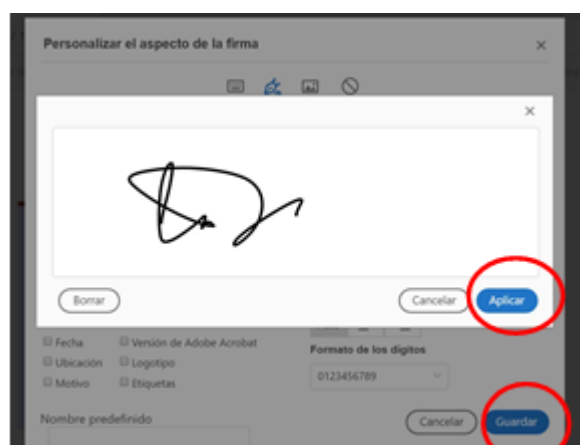 Personalizar el aspecto de la firma
Borrar
Cancelar
Aplicar
Fecha
Versión de Adobe Acrobat
Ubicación
Logotipo
Formato de los dígitos
Motivo
Etiquetas
0123456789
Nombre predefinido
Cancelar
Guardar